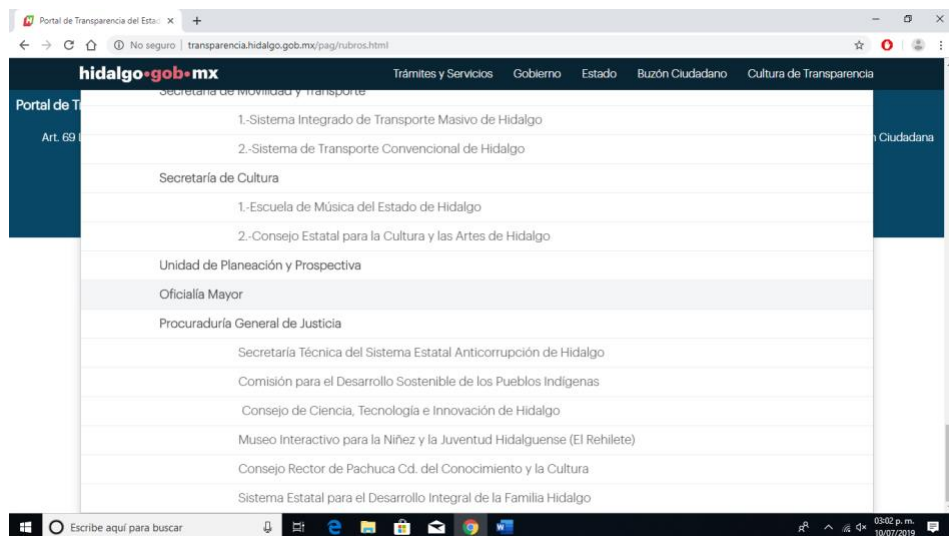 Portal de Transparencia del Estad
No seguro | transparencia.hidalgo.gob.mx/pag/rubros.html
hidalgo•gob•mx Trámites y Servicios Gobierno Estado Buzón Ciudadano Cultura de Transparencia
Portal de
Secretaría de Movilidad y Transporte
Art. 69
1.-Sistema Integrado de Transporte Masivo de Hidalgo
Ciudadana
2.-Sistema de Transporte Convencional de Hidalgo
Secretaría de Cultura
1.-Escuela de Música del Estado de Hidalgo
2.-Consejo Estatal para la Cultura y las Artes de Hidalgo
Unidad de Planeación y Prospectiva
Oficialía Mayor
Procuraduría General de Justicia
Secretaría Técnica del Sistema Estatal Anticorrupción de Hidalgo
Comisión para el Desarrollo Sostenible de los Pueblos Indígenas
Consejo de Ciencia, Tecnología e Innovación de Hidalgo
Museo Interactivo para la Niñez y la Juventud Hidalguense (El Rehilete)
Consejo Rector de Pachuca Cd. del Conocimiento y la Cultura
Sistema Estatal para el Desarrollo Integral de la Familia Hidalgo
Escribe aquí para buscar
03:02 p. m.
10/07/2019